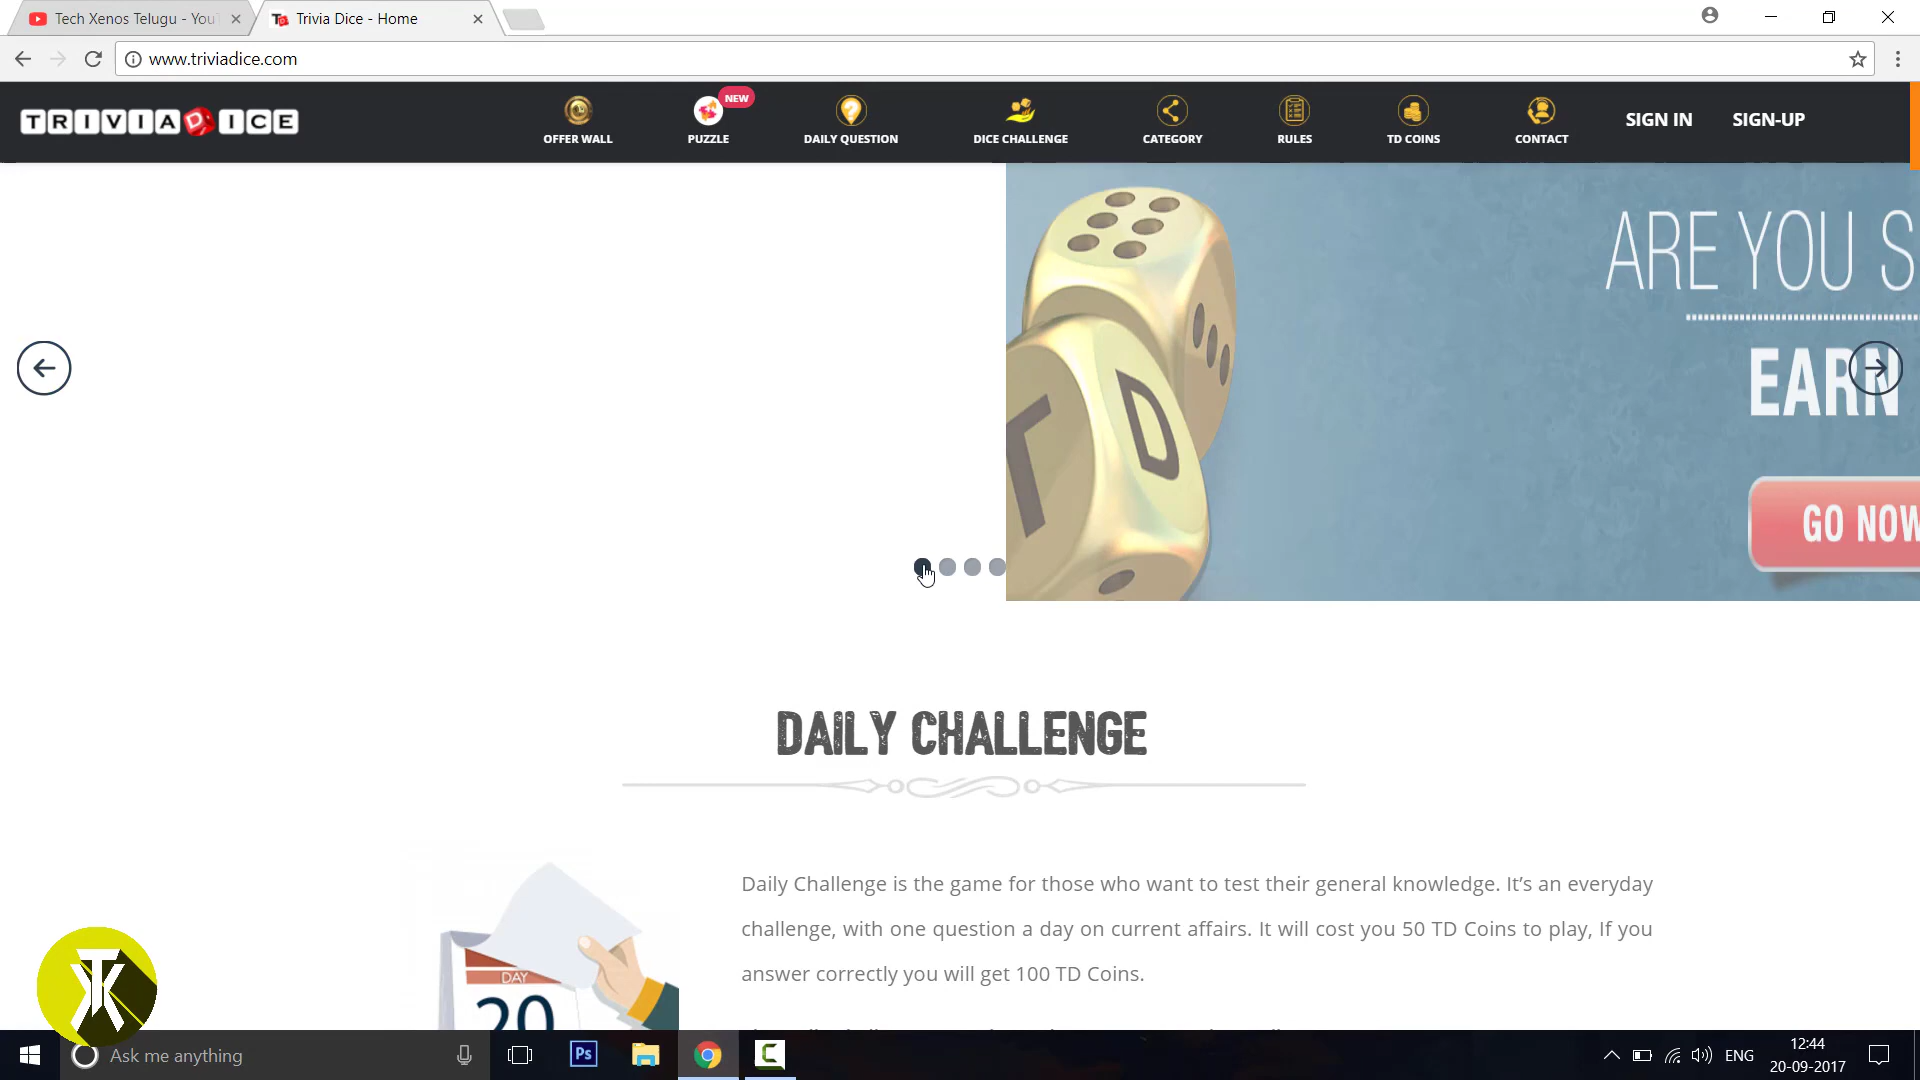 Tech Xenos Telugu - YouT
Trivia Dice - Home
www.triviadice.com
TRIVIA D ICE
OFFER WALL
NEW
PUZZLE
DAILY QUESTION
DICE CHALLENGE
CATEGORY
RULES
TD COINS
CONTACT
SIGN IN
SIGN-UP
ARE YOU S
EARN
GO NOW
T D
DAILY CHALLENGE
Daily Challenge is the game for those who want to test their general knowledge. It’s an everyday
challenge, with one question a day on current affairs. It will cost you 50 TD Coins to play, If you
answer correctly you will get 100 TD Coins.
DAY
20
Ask me anything
Ps
ENG
12:44
20-09-2017